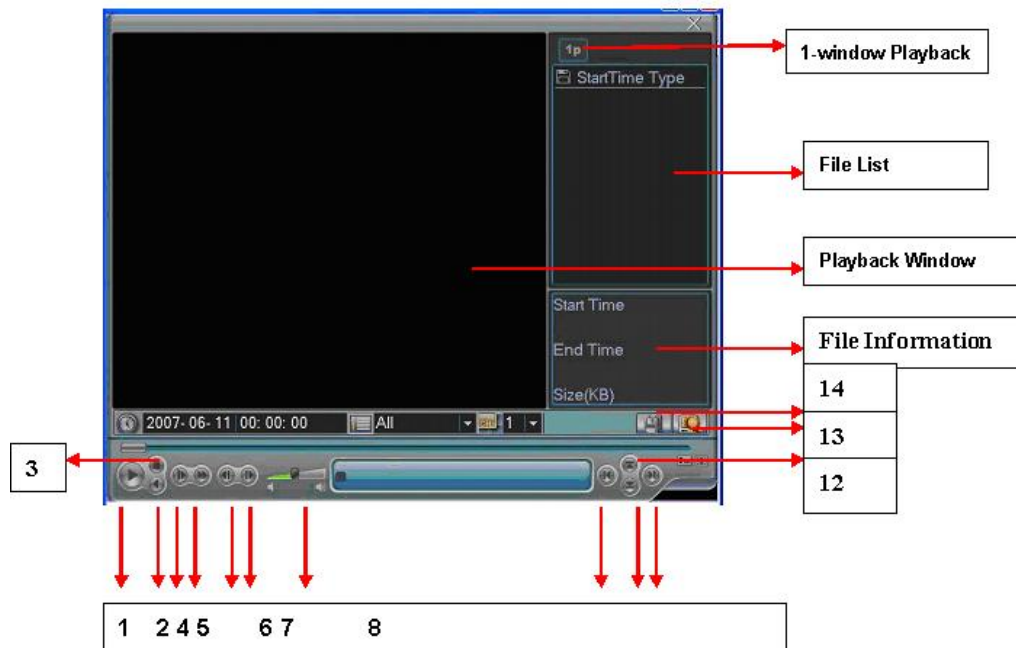 1p
1-window Playback
StartTime Type
File List
Playback Window
Start Time
End Time
Size(KB)
File Information
14
13
12
2007- 06- 11 00: 00: 00 All 1
3
1 2 4 5 6 7 8